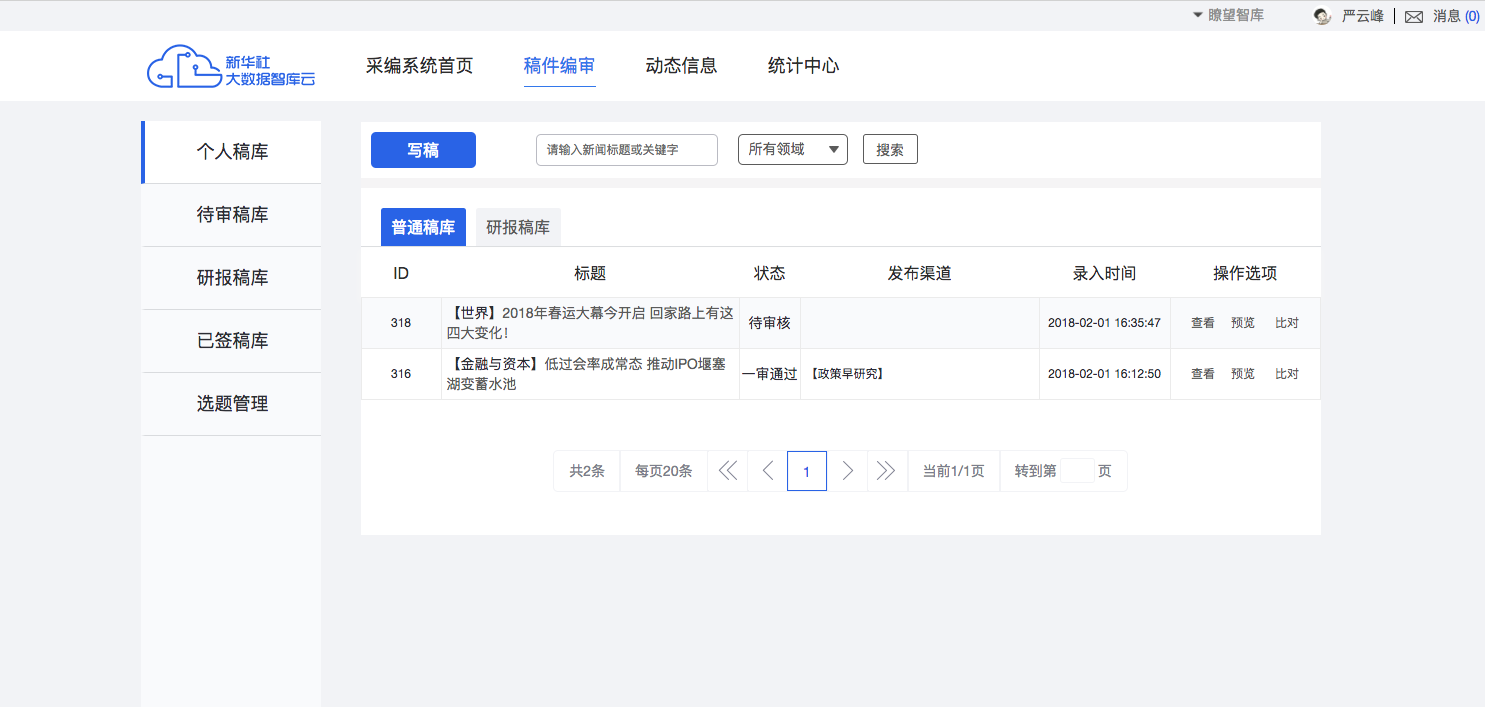 瞭望智库 严云峰 消息 (0)
新华社
大数据智库云
采编系统首页 稿件编审 动态信息 统计中心
个人稿库
待审稿库
研报稿库
已签稿库
选题管理
写稿 请输入新闻标题或关键字 所有领域 搜索
普通稿库 研报稿库
ID 标题 状态 发布渠道 录入时间 操作选项
318 【世界】2018年春运大幕今开启 回家路上有这 待审核 2018-02-01 16:35:47 查看 预览 比对
四大变化！
316 【金融与资本】低过会率成常态 推动IPO堰塞 一审通过 【政策早研究】 2018-02-01 16:12:50 查看 预览 比对
湖变蓄水池
共2条 每页20条 1 当前1/1页 转到第 页